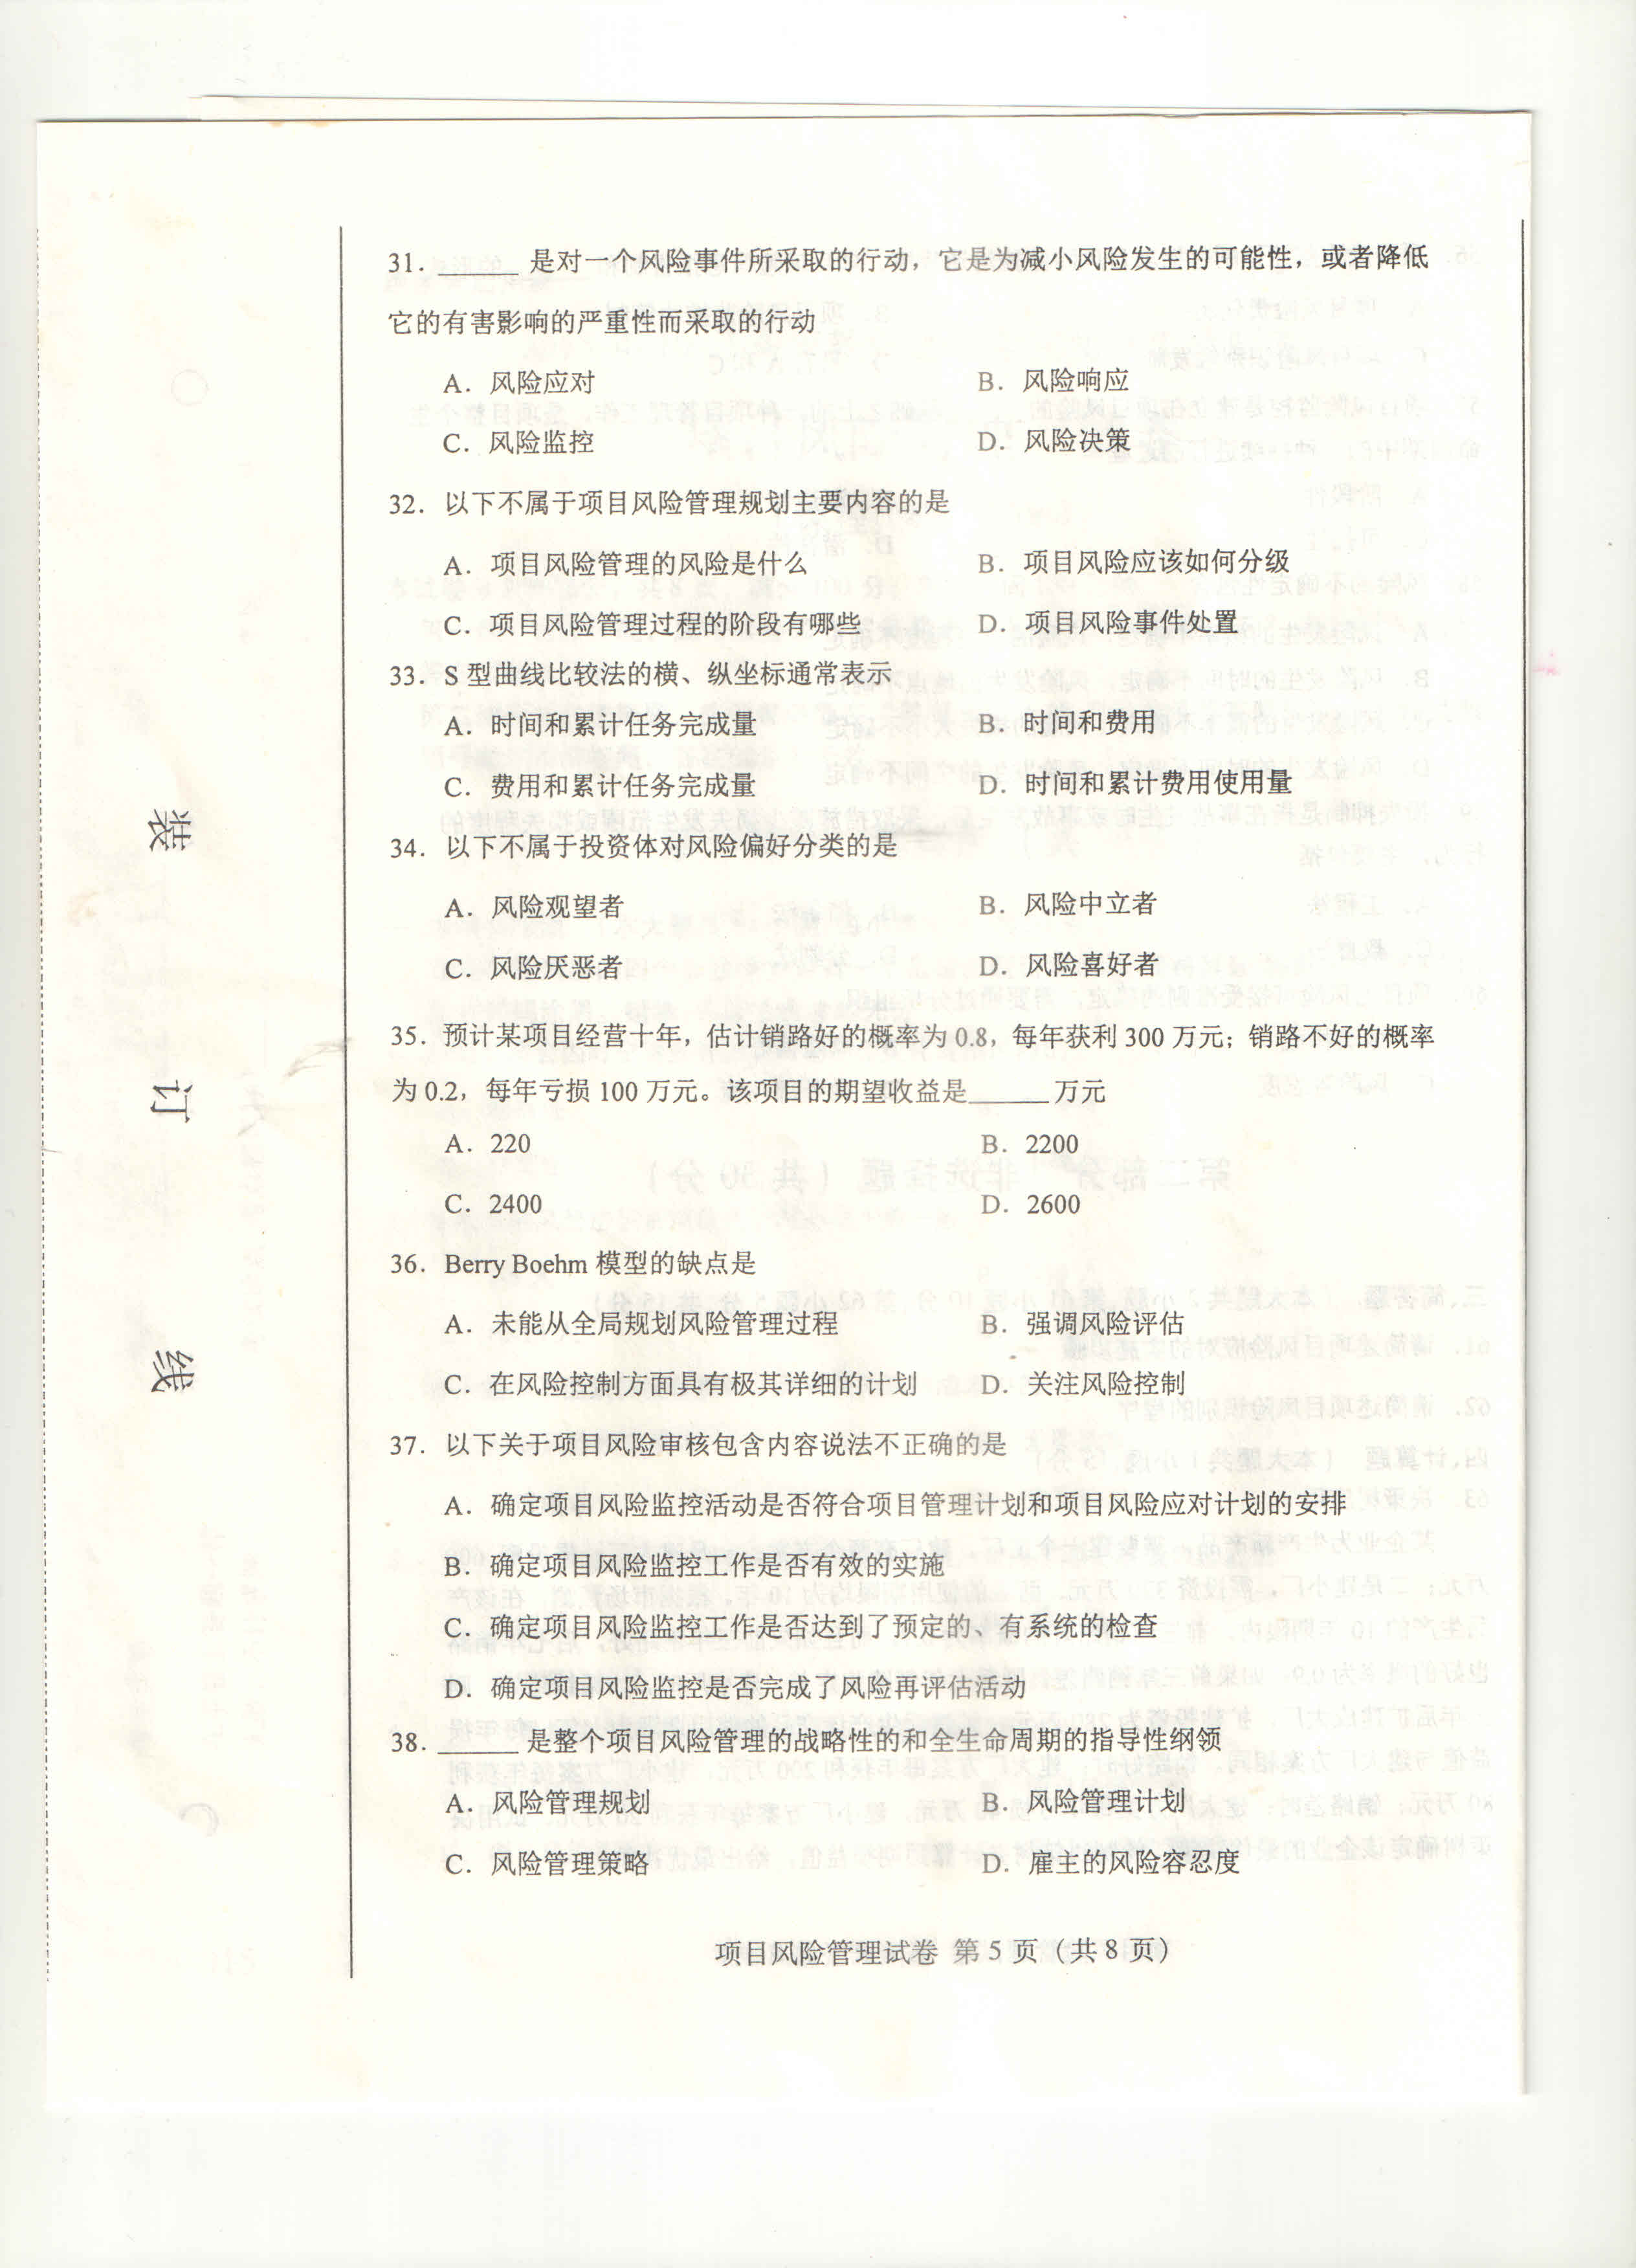 31．______ 是对一个风险事件所采取的行动，它是为减小风险发生的可能性，或者降低
它的有害影响的严重性而采取的行动
A．风险应对 B．风险响应
C．风险监控 D．风险决策
32．以下不属于项目风险管理规划主要内容的是
A．项目风险管理的风险是什么 B．项目风险应该如何分级
C．项目风险管理过程的阶段有哪些 D．项目风险事件处置
33．S 型曲线比较法的横、纵坐标通常表示
A．时间和累计任务完成量 B．时间和费用
C．费用和累计任务完成量 D．时间和累计费用使用量
34．以下不属于投资体对风险偏好分类的是
A．风险观望者 B．风险中立者
C．风险厌恶者 D．风险喜好者
35．预计某项目经营十年，估计销路好的概率为 0.8，每年获利 300 万元；销路不好的概率
为 0.2，每年亏损 100 万元。该项目的期望收益是______万元
A．220 B．2200
C．2400 D．2600
36．Berry Boehm 模型的缺点是
A．未能从全局规划风险管理过程 B．强调风险评估
C．在风险控制方面具有极其详细的计划 D．关注风险控制
37．以下关于项目风险审核包含内容说法不正确的是
A．确定项目风险监控活动是否符合项目管理计划和项目风险应对计划的安排
B．确定项目风险监控工作是否有效的实施
C．确定项目风险监控工作是否达到了预定的、有系统的检查
D．确定项目风险监控是否完成了风险再评估活动
38．______ 是整个项目风险管理的战略性的和全生命周期的指导性纲领
A．风险管理规划 B．风险管理计划
C．风险管理策略 D．雇主的风险容忍度
项目风险管理试卷 第 5 页（共 8 页）
装
订
线